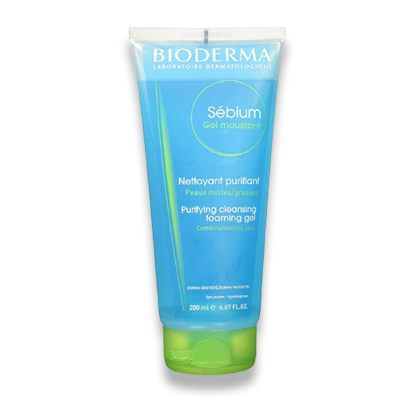 BIODERMA
LABORATOIRE DERMATOLOGIQUE
Sébium
Gel moussant
Nettoyant purifiant
Peaux mixtes/grasses
Purifying cleansing
foaming gel
Combination/oily skin
200 ml ℮ 6.67 FL.OZ.